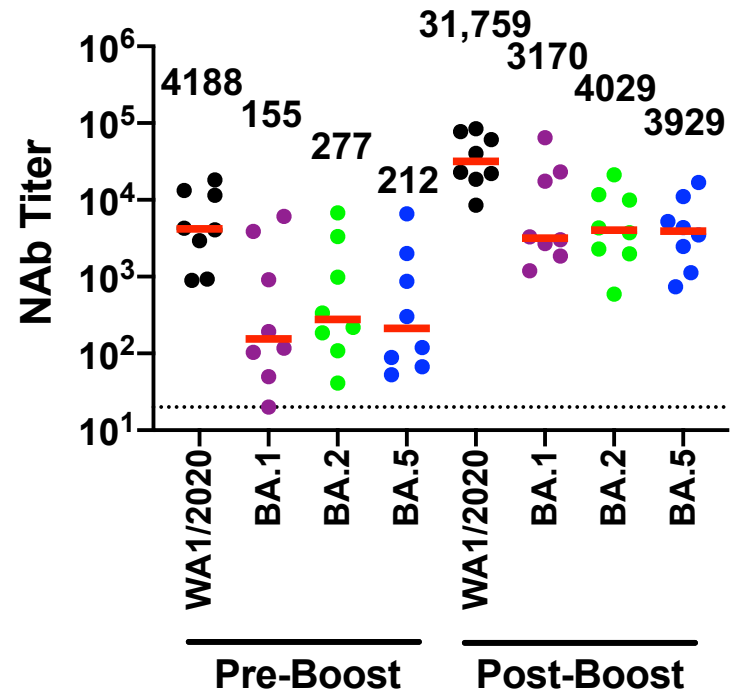 31,759
10⁶
3170
4188
4029
155
3929
10⁵
277
212
10⁴
NAb Titer
10³
10²
10¹
WA1/2020
BA.1
BA.2
BA.5
WA1/2020
BA.1
BA.2
BA.5
Pre-Boost
Post-Boost